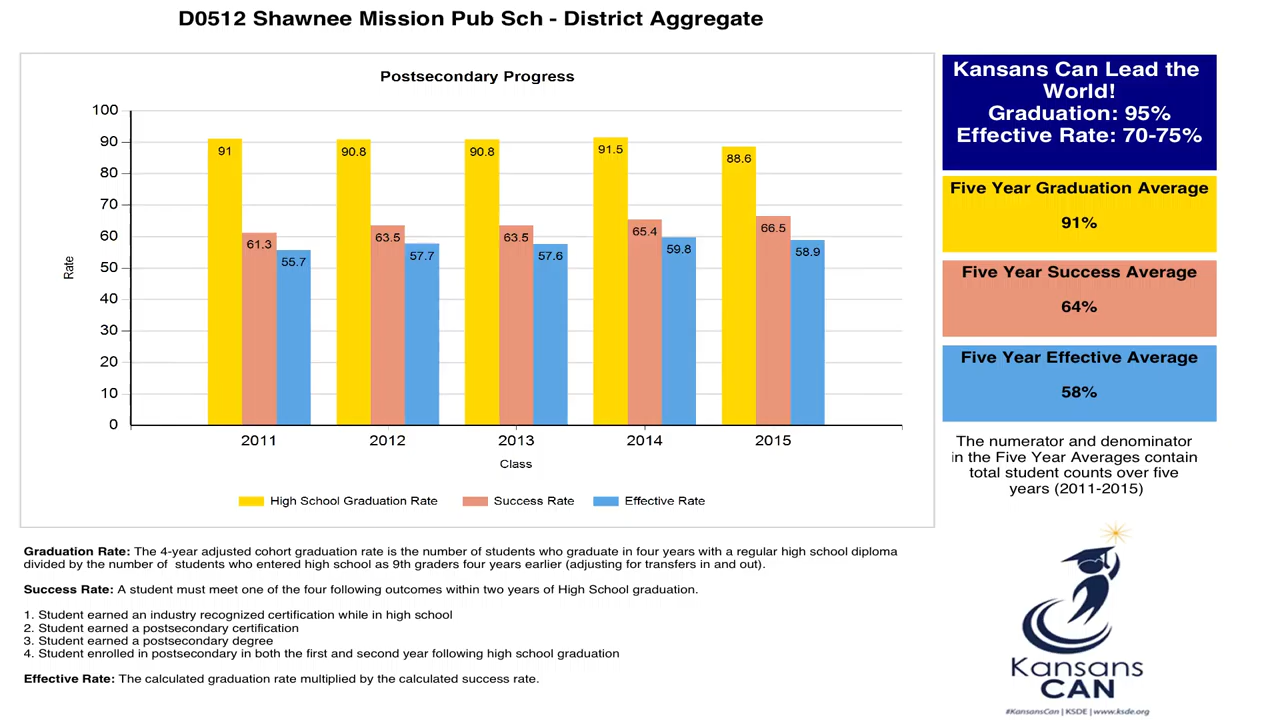 D0512 Shawnee Mission Pub Sch - District Aggregate
Postsecondary Progress
100
90
80
70
60
50
40
30
20
10
0
Rate
91
61.3
55.7
90.8
63.5
57.7
90.8
63.5
57.6
91.5
65.4
59.8
88.6
66.5
58.9
2011
2012
2013
2014
2015
Class
High School Graduation Rate
Success Rate
Effective Rate
Kansans Can Lead the
World!
Graduation: 95%
Effective Rate: 70-75%
Five Year Graduation Average
91%
Five Year Success Average
64%
Five Year Effective Average
58%
The numerator and denominator
in the Five Year Averages contain
total student counts over five
years (2011-2015)
Graduation Rate: The 4-year adjusted cohort graduation rate is the number of students who graduate in four years with a regular high school diploma
divided by the number of students who entered high school as 9th graders four years earlier (adjusting for transfers in and out).
Success Rate: A student must meet one of the four following outcomes within two years of High School graduation.
1. Student earned an industry recognized certification while in high school
2. Student earned a postsecondary certification
3. Student earned a postsecondary degree
4. Student enrolled in postsecondary in both the first and second year following high school graduation
Effective Rate: The calculated graduation rate multiplied by the calculated success rate.
Kansans
CAN
#KansansCan | KSDE | www.ksde.org